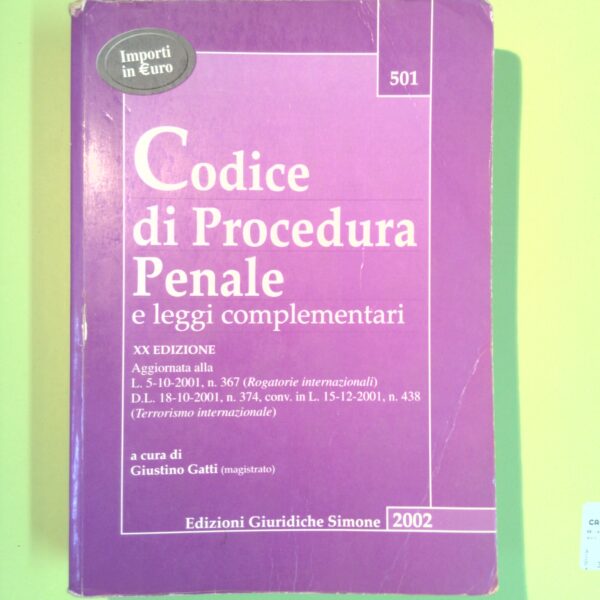 Importi
in €uro
501
Codice
di Procedura
Penale
e leggi complementari
XX EDIZIONE
Aggiornata alla
L. 5-10-2001, n. 367 (Rogatorie internazionali)
D.L. 18-10-2001, n. 374, conv. in L. 15-12-2001, n. 438
(Terrorismo internazionale)
a cura di
Giustino Gatti (magistrato)
Edizioni Giuridiche Simone 2002